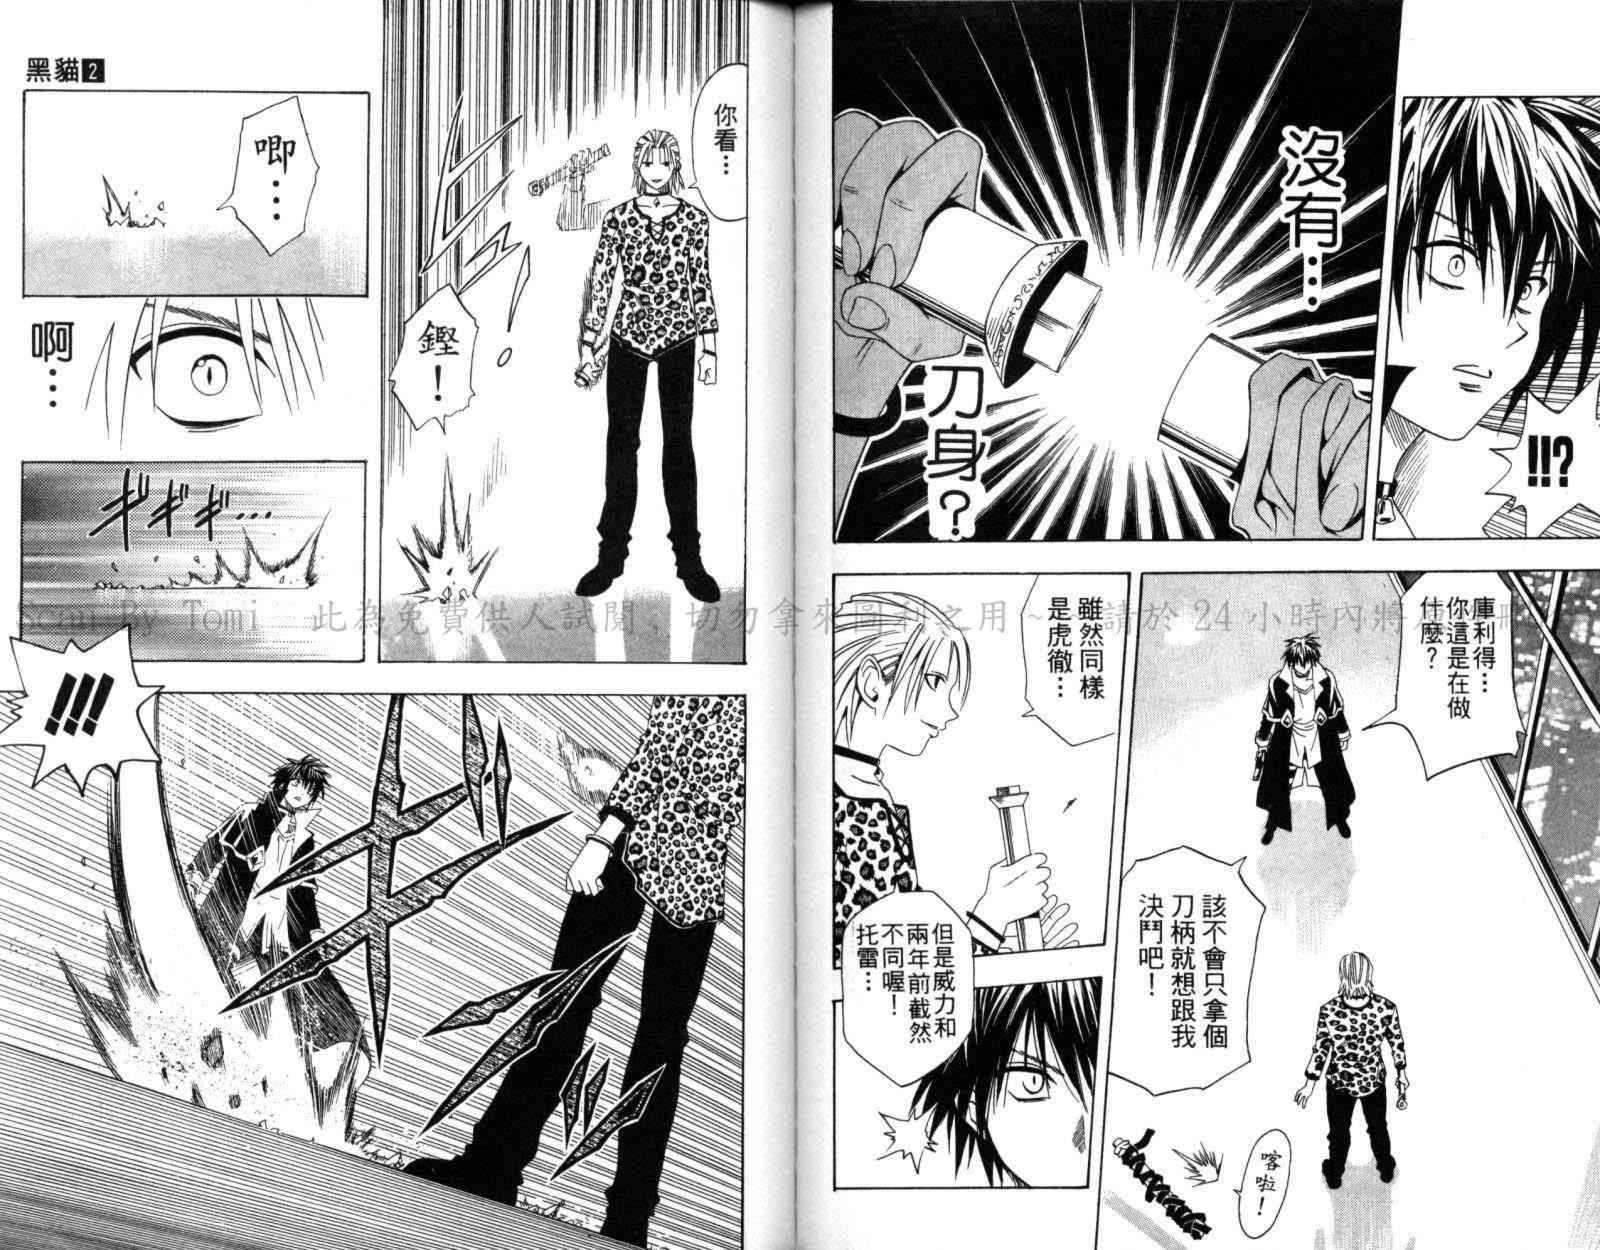 !!!?
沒有…
刀身？
庫利得…
你這是在做
什麼？
該不會只拿個
刀柄就想跟我
決鬥吧！
喀啦！
雖然同樣
是虎徹…
但是威力和
兩年前截然
不同喔！
托雷…
黑貓2
你看…
鏗！
唧…
啊…
ギギギ…
!!!
Scan By Tomi 此為免費供人試閱，切勿拿來圖利之用~~請於24小時內將